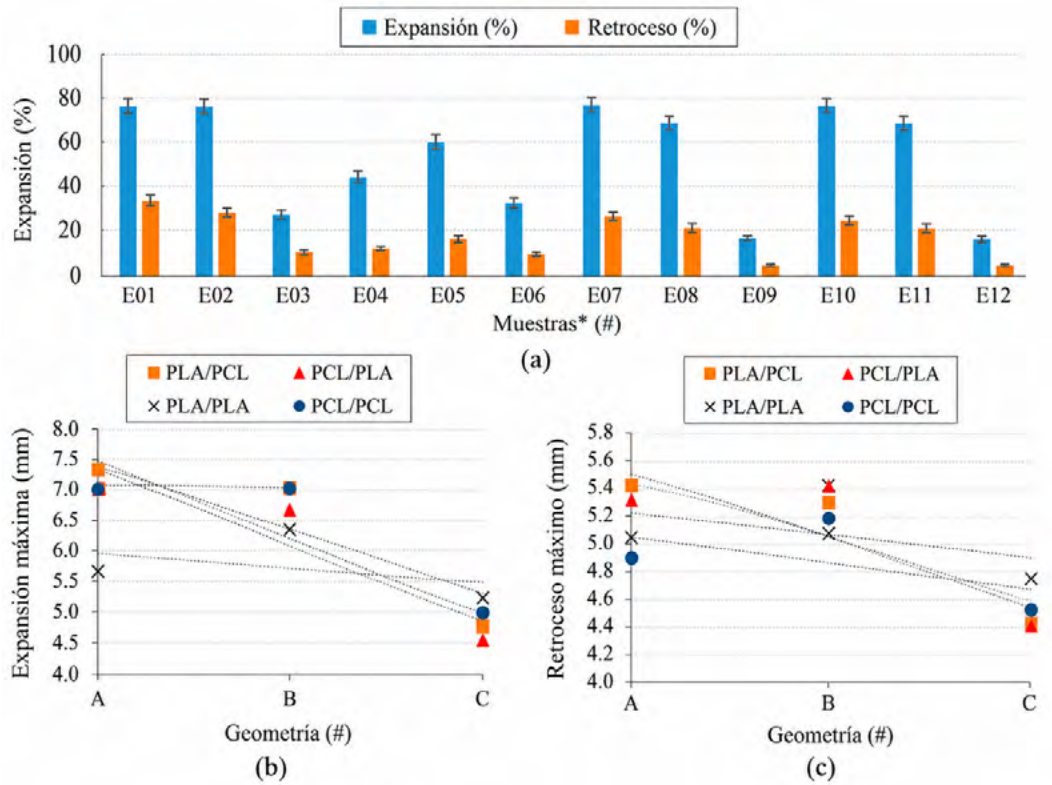 Expansión (%) Retroceso (%)
Expansión (%)
100
80
60
40
20
0
E01 E02 E03 E04 E05 E06 E07 E08 E09 E10 E11 E12
Muestras* (#)
(a)
PLA/PCL PCL/PLA
PLA/PLA PCL/PCL
Expansión máxima (mm)
8.0
7.5
7.0
6.5
6.0
5.5
5.0
4.5
4.0
A B C
Geometría (#)
(b)
PLA/PCL PCL/PLA
PLA/PLA PCL/PCL
Retroceso máximo (mm)
5.8
5.6
5.4
5.2
5.0
4.8
4.6
4.4
4.2
4.0
A B C
Geometría (#)
(c)